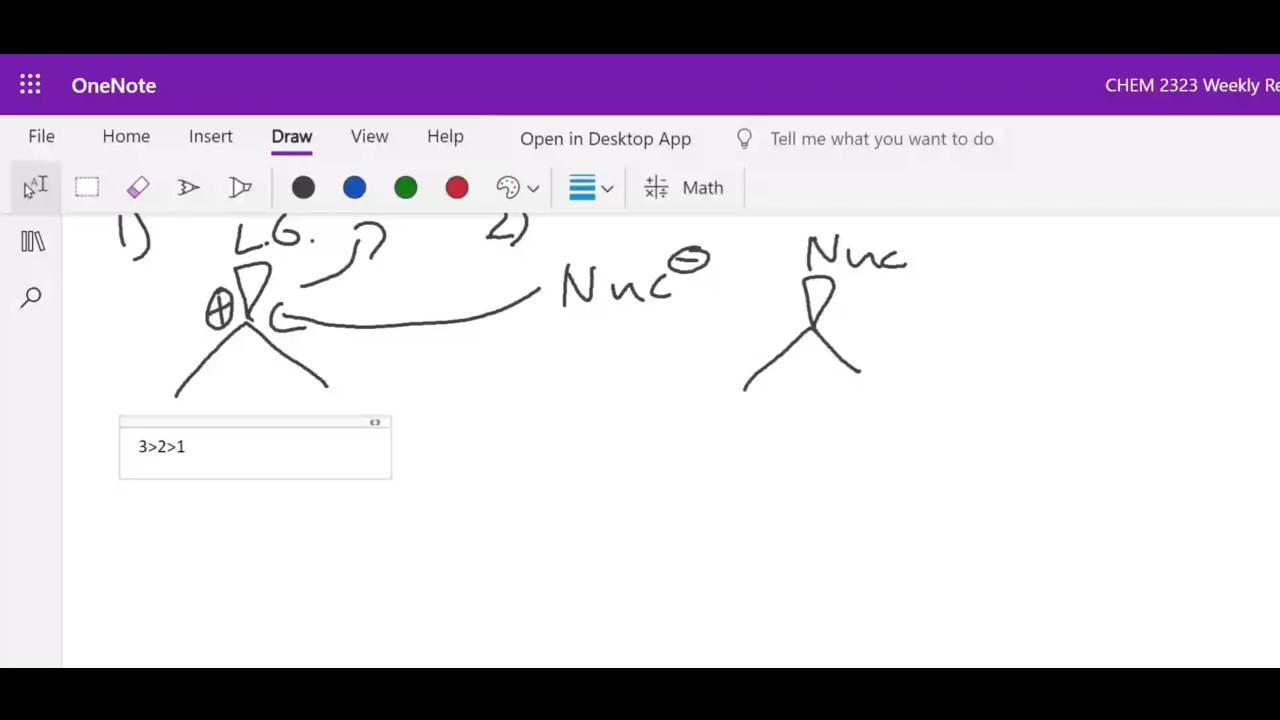 OneNote
CHEM 2323 Weekly Re
File Home Insert Draw View Help Open in Desktop App Tell me what you want to do
Math
1) L.G. 2)
Nuc
⊕ Nuc⊖
3>2>1